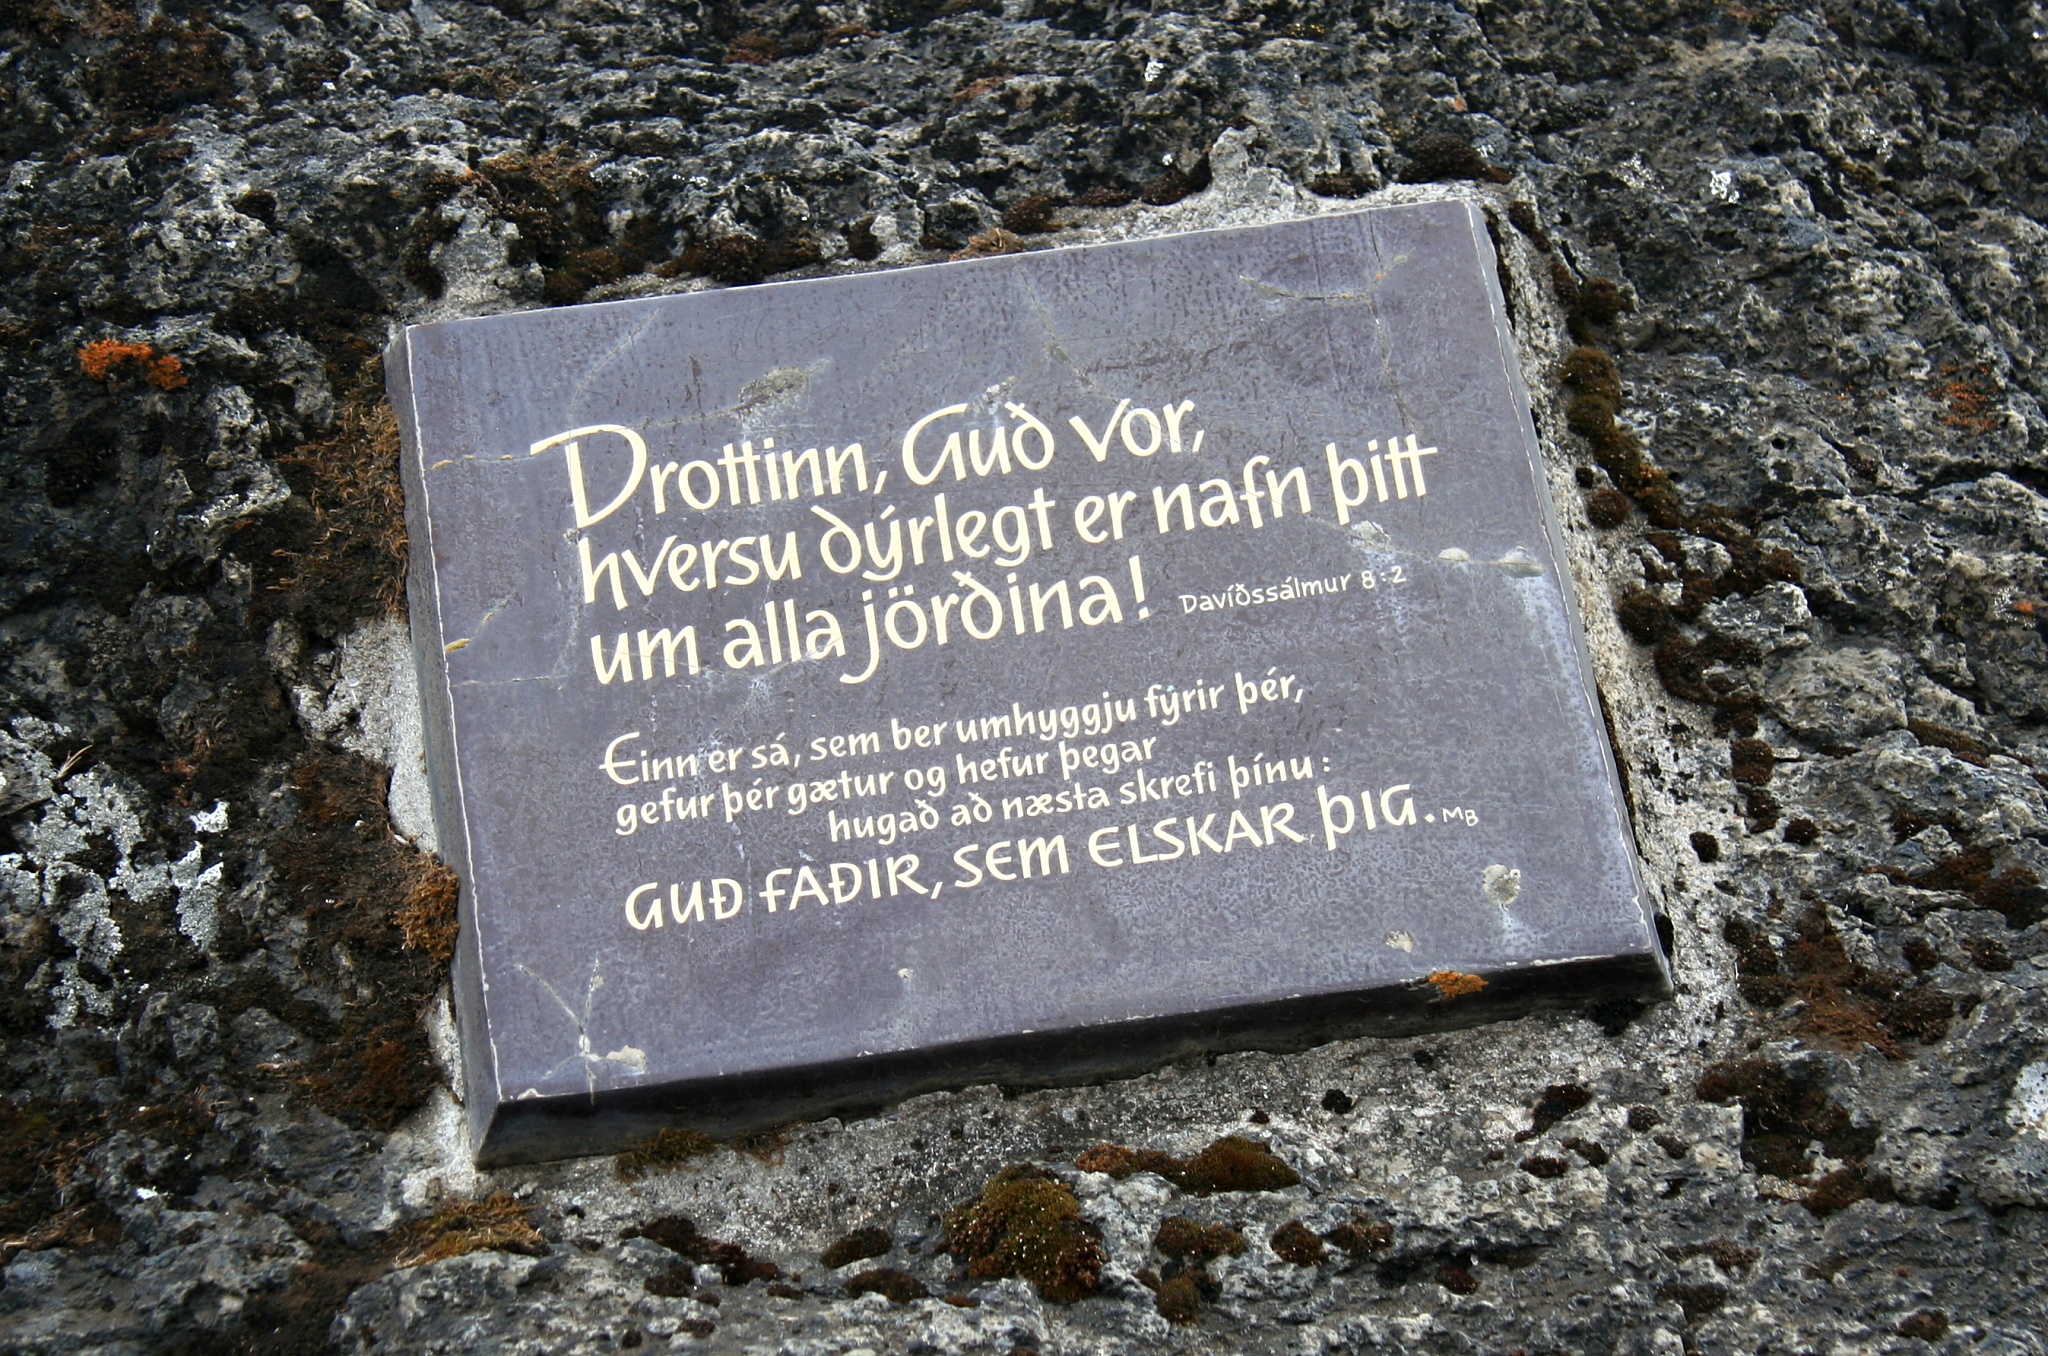 Drottinn, Guð vor,
hversu dýrlegt er nafn þitt
um alla jörðina! Davíðssálmur 8:2
Einn er sá, sem ber umhyggju fyrir þér,
gefur þér gætur og hefur þegar
hugað að næsta skrefi þínu:
GUÐ FAÐIR, SEM ELSKAR ÞIG. MB